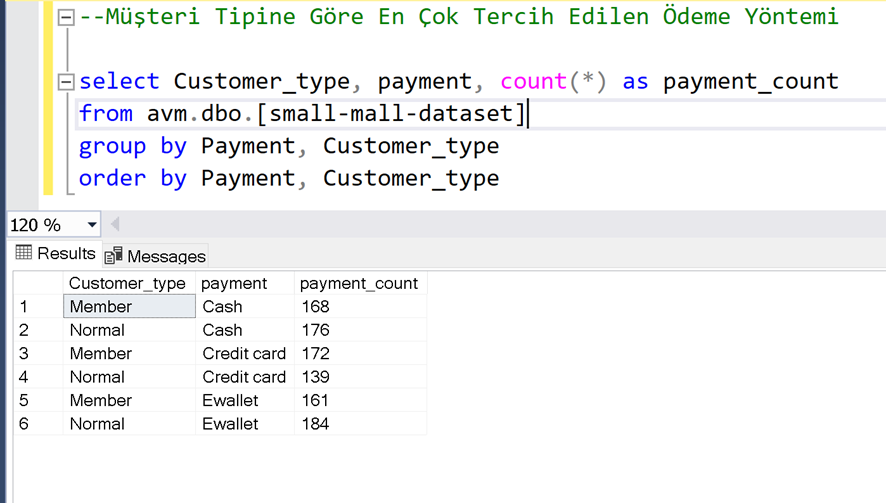 --Müşteri Tipine Göre En Çok Tercih Edilen Ödeme Yöntemi
select Customer_type, payment, count(*) as payment_count
from avm.dbo.[small-mall-dataset]
group by Payment, Customer_type
order by Payment, Customer_type
120 %
Results Messages
Customer_type payment payment_count
1 Member Cash 168
2 Normal Cash 176
3 Member Credit card 172
4 Normal Credit card 139
5 Member Ewallet 161
6 Normal Ewallet 184